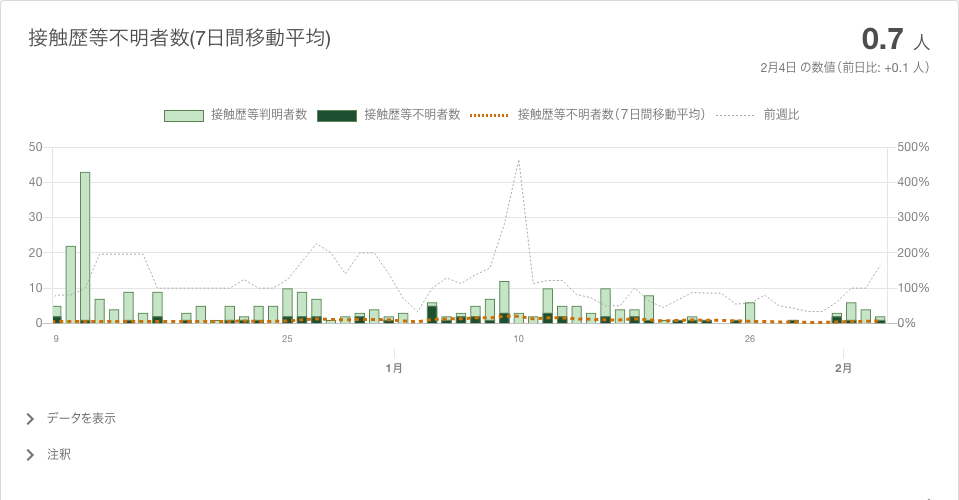 接触歴等不明者数(7日間移動平均)
0.7 人
2月4日 の数値（前日比: +0.1 人）
接触歴等判明者数 接触歴等不明者数 接触歴等不明者数（7日間移動平均） 前週比
50 500%
40 400%
30 300%
20 200%
10 100%
0 0%
9 25 10 26
1月 2月
データを表示
注釈